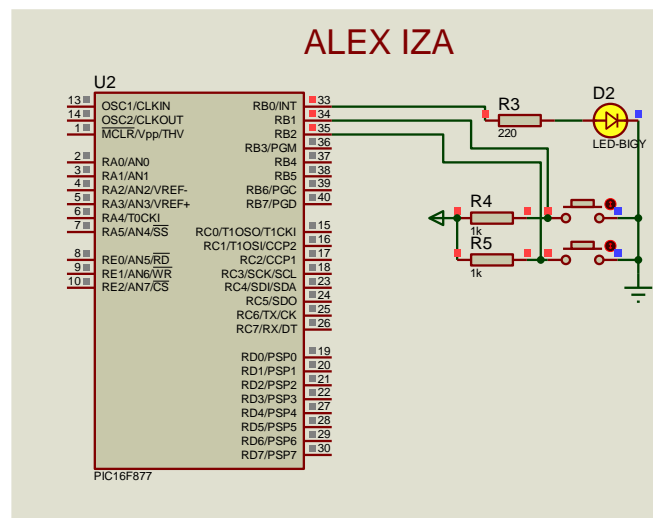 ALEX IZA
U2
13 OSC1/CLKIN RB0/INT 33
14 OSC2/CLKOUT RB1 34
1 MCLR/Vpp/THV RB2 35
RB3/PGM 36
2 RA0/AN0 RB4 37
3 RA1/AN1 RB5 38
4 RA2/AN2/VREF- RB6/PGC 39
5 RA3/AN3/VREF+ RB7/PGD 40
6 RA4/T0CKI
7 RA5/AN4/SS RC0/T1OSO/T1CKI 15
RC1/T1OSI/CCP2 16
8 RE0/AN5/RD RC2/CCP1 17
9 RE1/AN6/WR RC3/SCK/SCL 18
10 RE2/AN7/CS RC4/SDI/SDA 23
RC5/SDO 24
RC6/TX/CK 25
RC7/RX/DT 26
RD0/PSP0 19
RD1/PSP1 20
RD2/PSP2 21
RD3/PSP3 22
RD4/PSP4 27
RD5/PSP5 28
RD6/PSP6 29
RD7/PSP7 30
PIC16F877
R3
220
D2
LED-BIGY
R4
1k
R5
1k